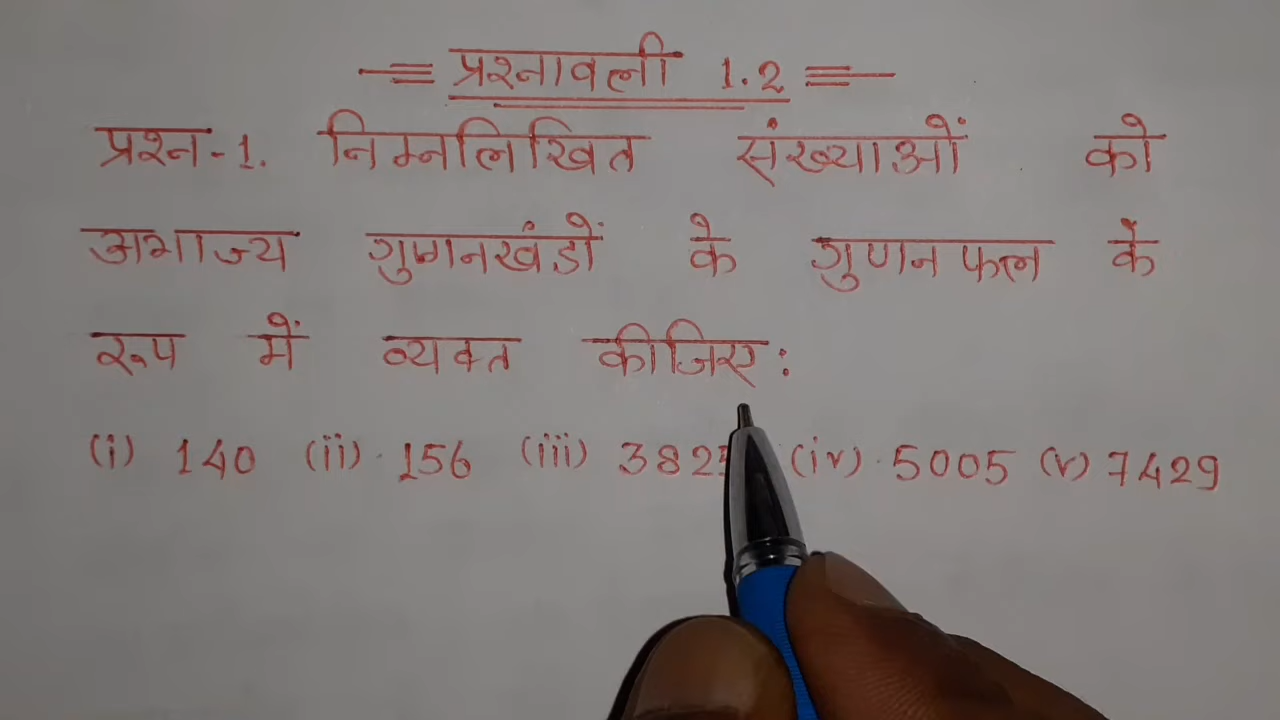 प्रश्नावली 1.2
प्रश्न-1. निम्नलिखित संख्याओं को
अभाज्य गुणनखंडों के गुणनफल के
रूप में व्यक्त कीजिए:
(i) 140 (ii) 156 (iii) (iv) 5005 (v) 7429